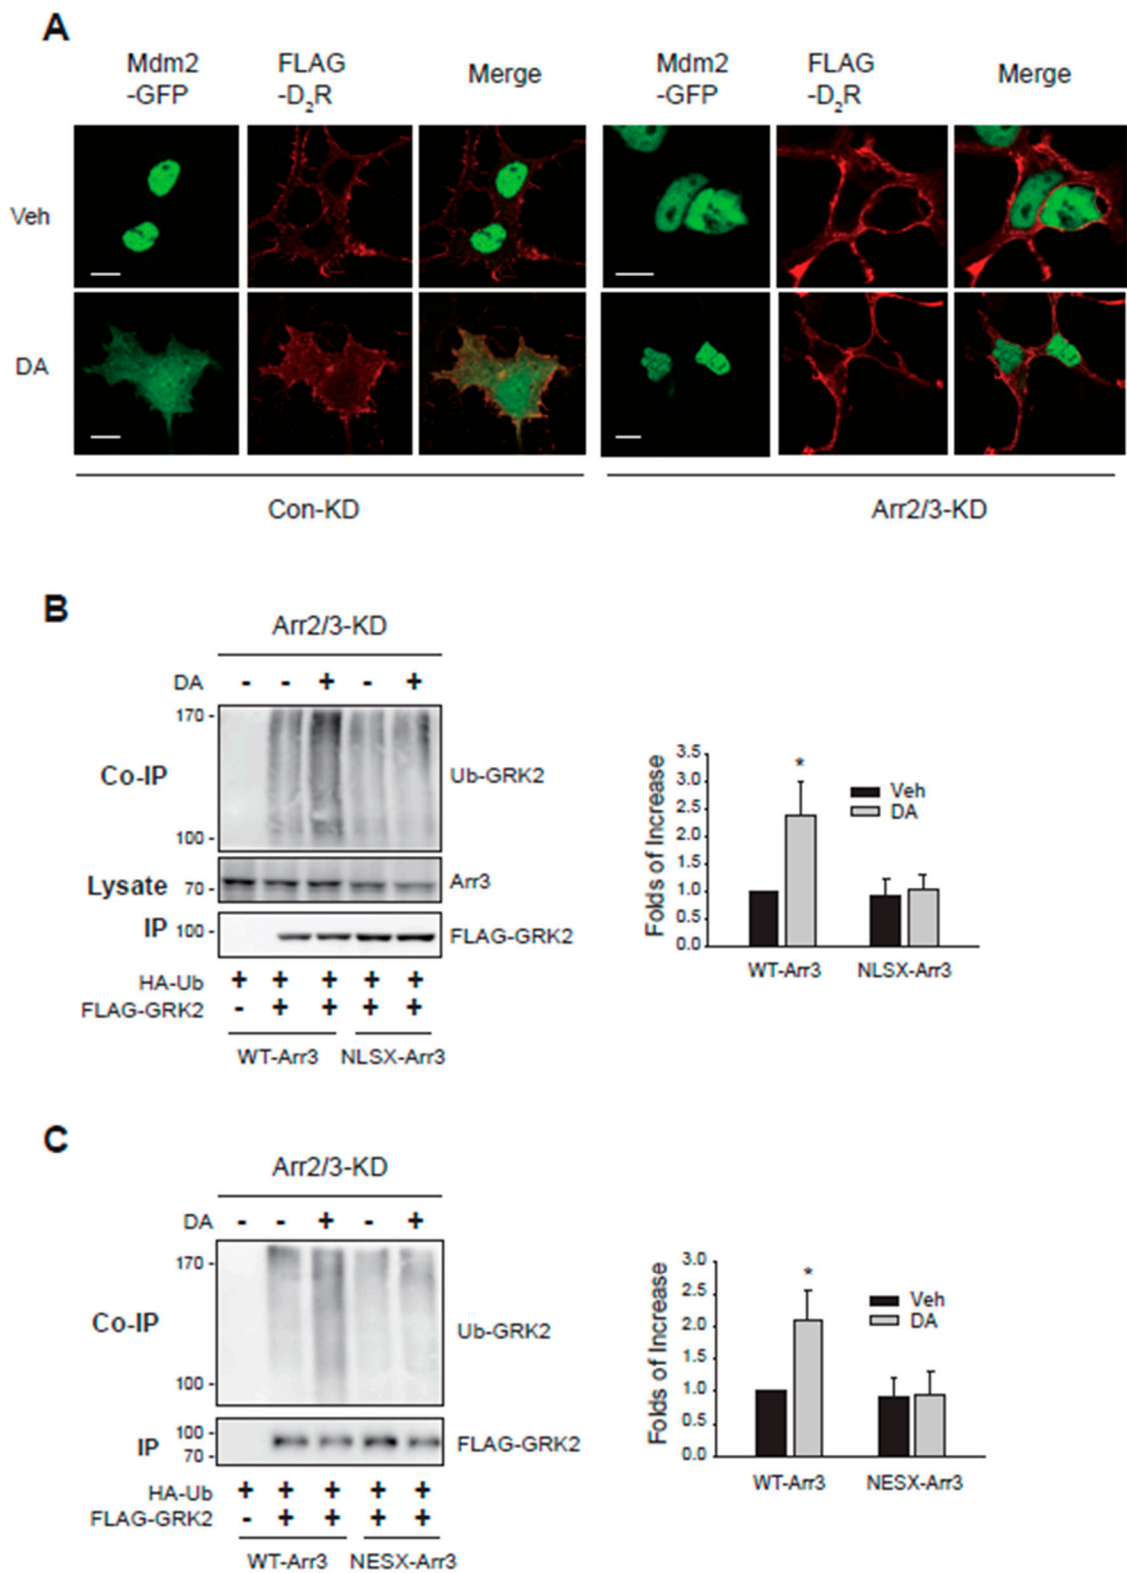 A
Mdm2 -GFP
FLAG -D₂R
Merge
Mdm2 -GFP
FLAG -D₂R
Merge
Veh
DA
Con-KD
Arr2/3-KD
B
Arr2/3-KD
DA - - + - +
170 -
Co-IP
Ub-GRK2
100 -
Lysate 70 - Arr3
IP 100 - FLAG-GRK2
HA-Ub + + + + +
FLAG-GRK2 - + + + +
WT-Arr3 NLSX-Arr3
Folds of Increase
3.5
3.0
2.5
2.0
1.5
1.0
0.5
0.0
*
Veh
DA
WT-Arr3 NLSX-Arr3
C
Arr2/3-KD
DA - - + - +
170 -
Co-IP
Ub-GRK2
100 -
IP 100 -
70 -
FLAG-GRK2
HA-Ub + + + + +
FLAG-GRK2 - + + + +
WT-Arr3 NESX-Arr3
Folds of Increase
3.0
2.5
2.0
1.5
1.0
0.5
0.0
*
Veh
DA
WT-Arr3 NESX-Arr3